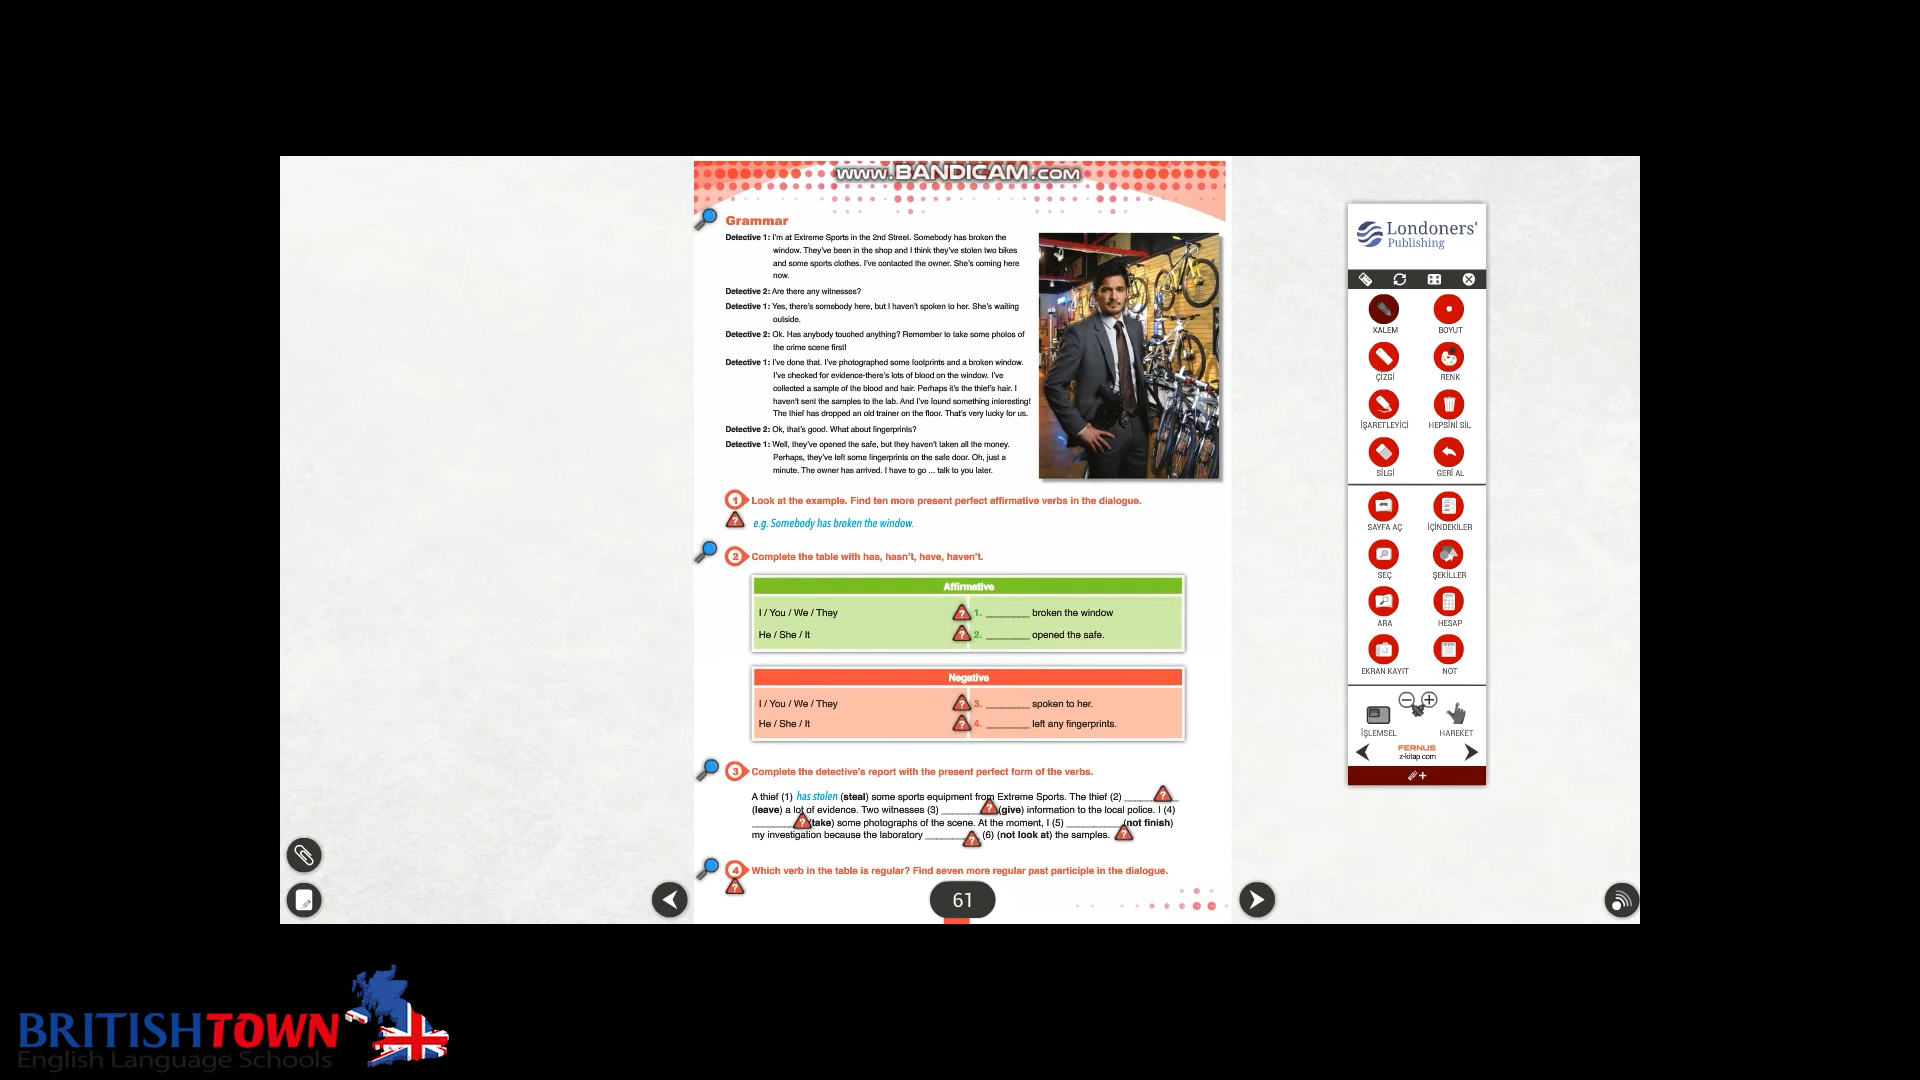 www.BANDICAM.com
Grammar
Detective 1: I'm at Extreme Sports in the 2nd Street. Somebody has broken the
window. They've been in the shop and I think they've stolen two bikes
and some sports clothes. I've contacted the owner. She's coming here
now.
Detective 2: Are there any witnesses?
Detective 1: Yes, there's somebody here, but I haven't spoken to her. She's waiting
outside.
Detective 2: Ok. Has anybody touched anything? Remember to take some photos of
the crime scene first!
Detective 1: I've done that. I've photographed some footprints and a broken window.
I've checked for evidence-there's lots of blood on the window. I've
collected a sample of the blood and hair. Perhaps it's the thief's hair. I
haven't sent the samples to the lab. And I've found something interesting!
The thief has dropped an old trainer on the floor. That's very lucky for us.
Detective 2: Ok, that's good. What about fingerprints?
Detective 1: Well, they've opened the safe, but they haven't taken all the money.
Perhaps, they've left some fingerprints on the safe door. Oh, just a
minute. The owner has arrived. I have to go ... talk to you later.
1 Look at the example. Find ten more present perfect affirmative verbs in the dialogue.
? e.g. Somebody has broken the window.
2 Complete the table with has, hasn't, have, haven't.
Affirmative
I / You / We / They ? 1. ________ broken the window
He / She / It ? 2. ________ opened the safe.
Negative
I / You / We / They ? 3. ________ spoken to her.
He / She / It ? 4. ________ left any fingerprints.
3 Complete the detective's report with the present perfect form of the verbs.
A thief (1) has stolen (steal) some sports equipment from Extreme Sports. The thief (2) ________ ?
(leave) a lot of evidence. Two witnesses (3) ________ ? (give) information to the local police. I (4)
________ ? (take) some photographs of the scene. At the moment, I (5) ________ (not finish)
my investigation because the laboratory ________ ? (6) (not look at) the samples. ?
4 Which verb in the table is regular? Find seven more regular past participle in the dialogue.
?
61
Londoners'
Publishing
KALEM BOYUT
ÇİZGİ RENK
İŞARETLEYİCİ HEPSİNİ SİL
SİLGİ GERİ AL
SAYFA AÇ İÇİNDEKİLER
SEÇ ŞEKİLLER
ARA HESAP
EKRAN KAYIT NOT
İŞLEMSEL HAREKET
FERNUS
z-kitap.com
BRITISHTOWN
English Language Schools